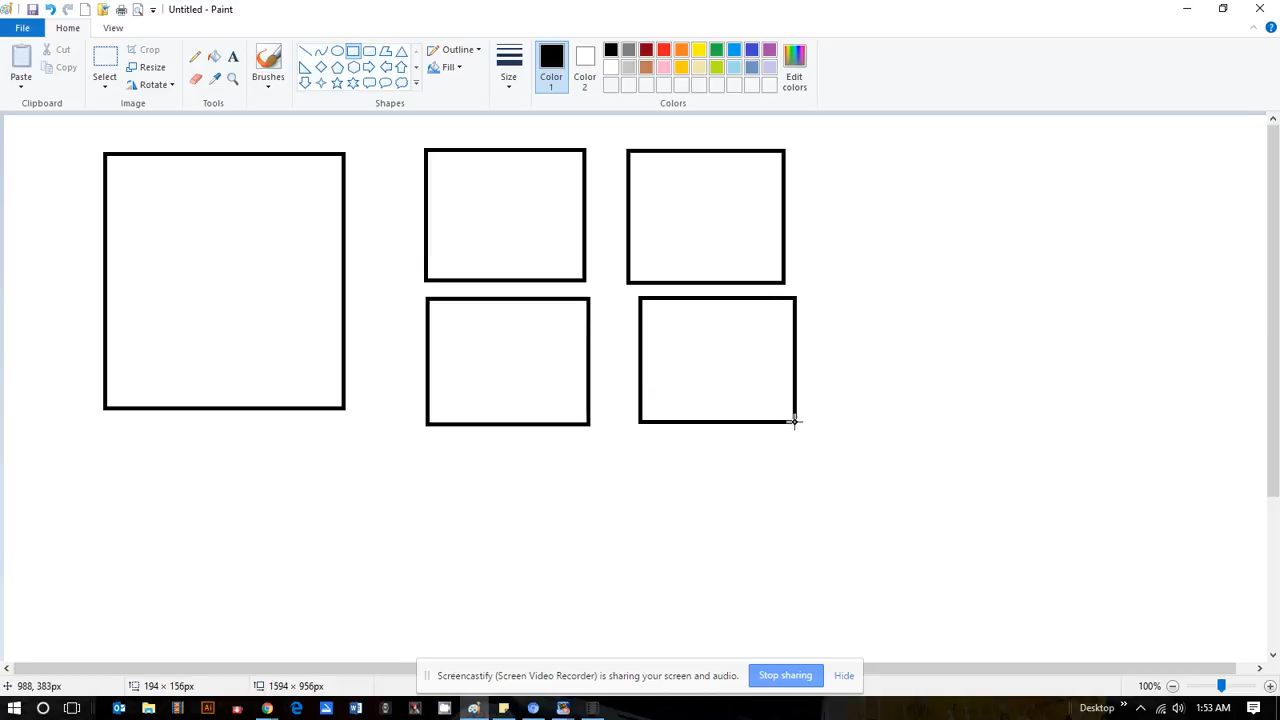 Untitled - Paint
File
Home
View
Paste
Cut
Copy
Clipboard
Select
Crop
Resize
Rotate
Image
A
Tools
Brushes
Outline
Fill
Shapes
Size
Color
1
Color
2
Edit
colors
Colors
Screencastify (Screen Video Recorder) is sharing your screen and audio.
Stop sharing
Hide
988, 383px
194 × 156px
1594 × 956px
100%
Desktop
1:53 AM